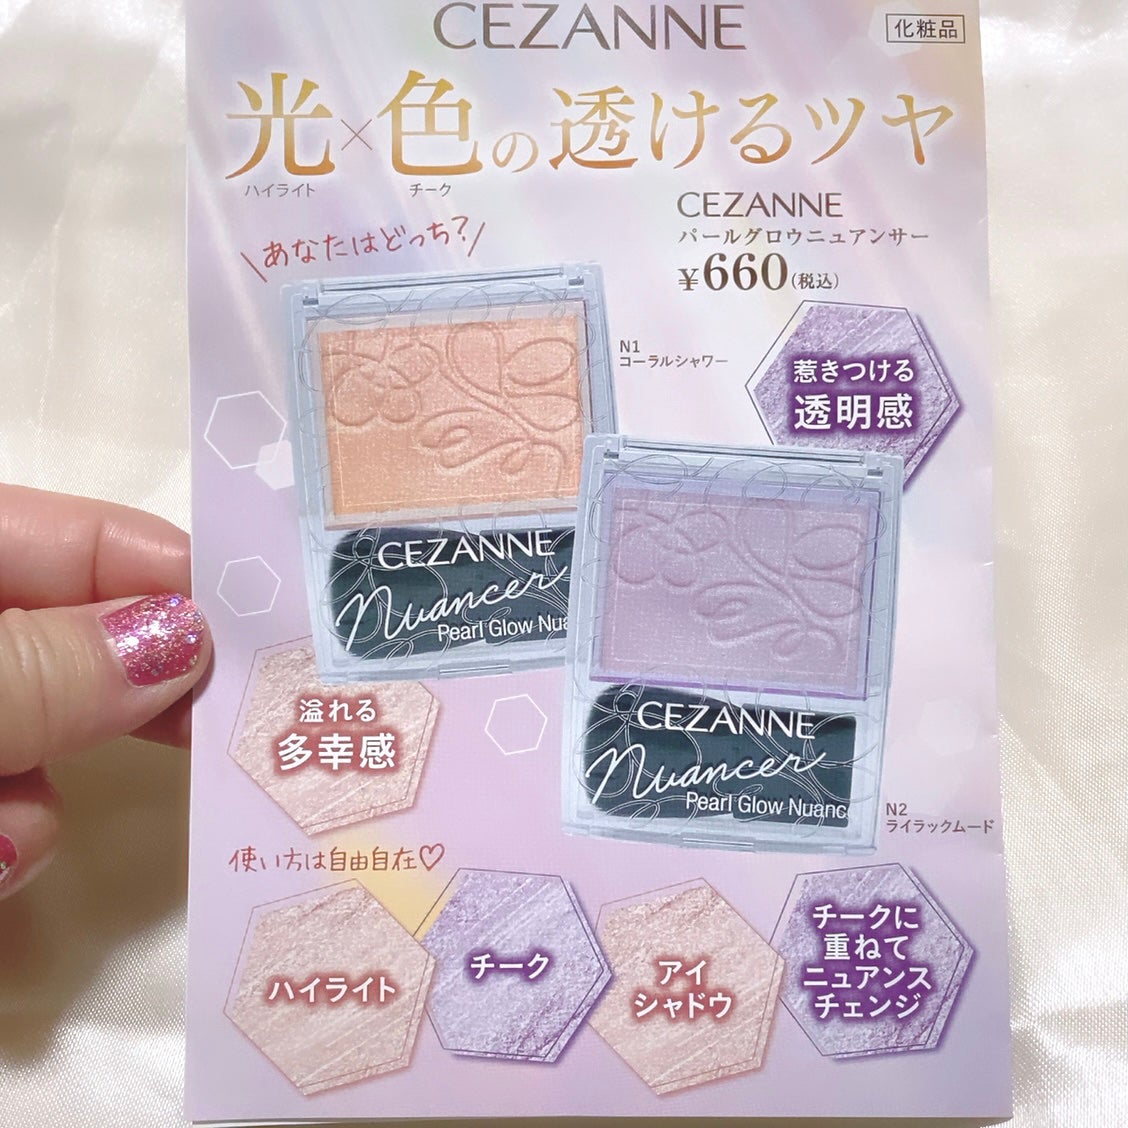 CEZANNE
化粧品
光×色の透けるツヤ
ハイライト チーク
あなたはどっち?
CEZANNE
パールグロウニュアンサー
¥660(税込)
N1
コーラルシャワー
惹きつける
透明感
CEZANNE
Nuancer
Pearl Glow Nua
溢れる
多幸感
CEZANNE
Nuancer
Pearl Glow Nuanc
N2
ライラックムード
使い方は自由自在♡
ハイライト
チーク
アイ
シャドウ
チークに
重ねて
ニュアンス
チェンジ